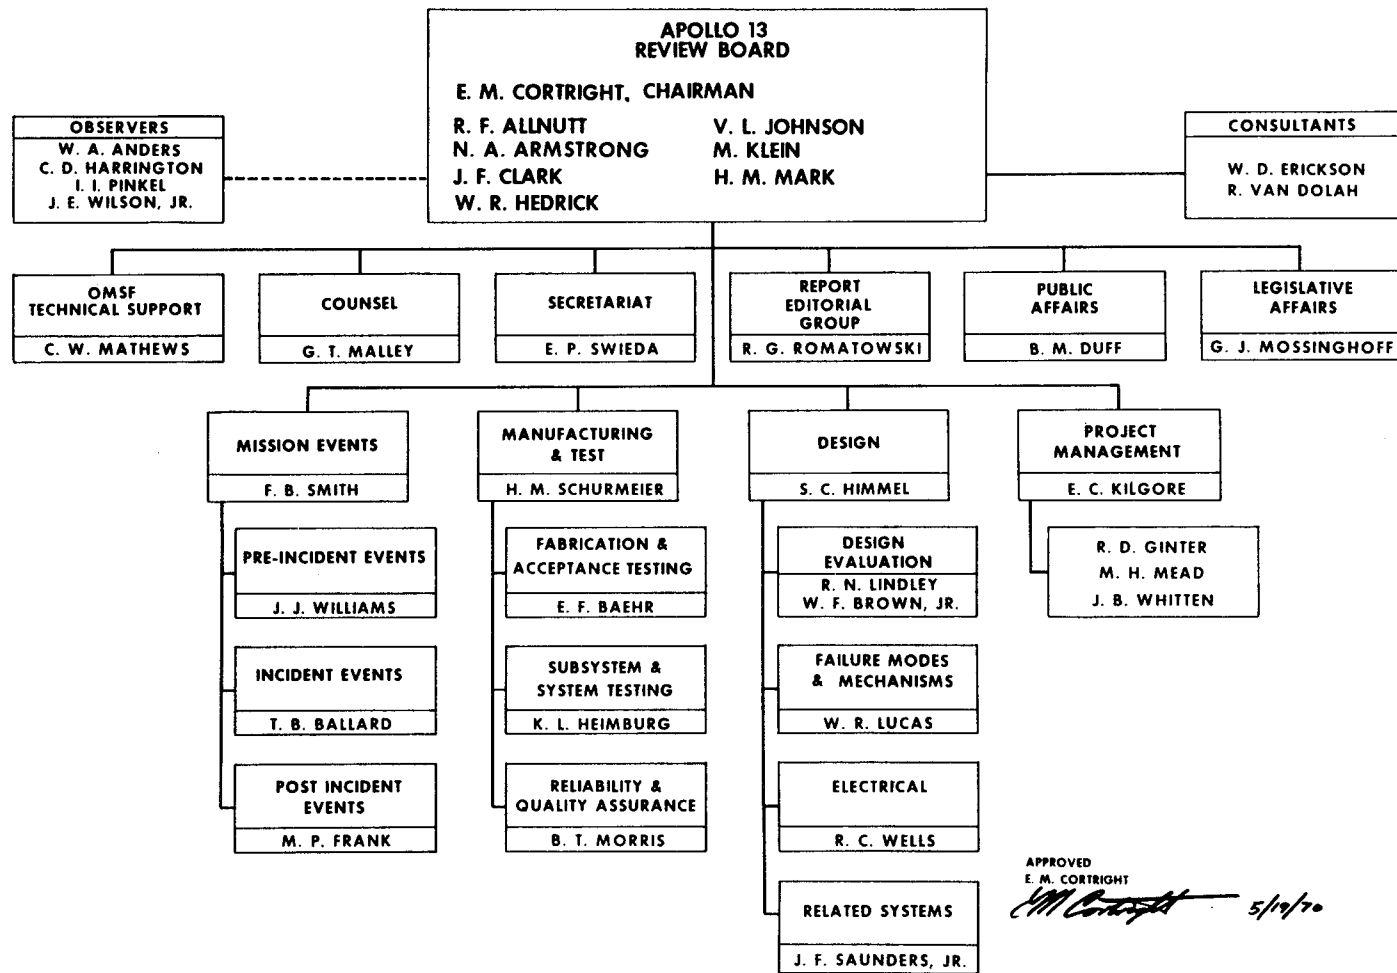 APOLLO 13
REVIEW BOARD
E. M. CORTRIGHT, CHAIRMAN
R. F. ALLNUTT
N. A. ARMSTRONG
J. F. CLARK
W. R. HEDRICK
V. L. JOHNSON
M. KLEIN
H. M. MARK
OBSERVERS
W. A. ANDERS
C. D. HARRINGTON
I. I. PINKEL
J. E. WILSON, JR.
CONSULTANTS
W. D. ERICKSON
R. VAN DOLAH
OMSF
TECHNICAL SUPPORT
C. W. MATHEWS
COUNSEL
G. T. MALLEY
SECRETARIAT
E. P. SWIEDA
REPORT
EDITORIAL
GROUP
R. G. ROMATOWSKI
PUBLIC
AFFAIRS
B. M. DUFF
LEGISLATIVE
AFFAIRS
G. J. MOSSINGHOFF
MISSION EVENTS
F. B. SMITH
PRE-INCIDENT EVENTS
J. J. WILLIAMS
INCIDENT EVENTS
T. B. BALLARD
POST INCIDENT
EVENTS
M. P. FRANK
MANUFACTURING
& TEST
H. M. SCHURMEIER
FABRICATION &
ACCEPTANCE TESTING
E. F. BAEHR
SUBSYSTEM &
SYSTEM TESTING
K. L. HEIMBURG
RELIABILITY &
QUALITY ASSURANCE
B. T. MORRIS
DESIGN
S. C. HIMMEL
DESIGN
EVALUATION
R. N. LINDLEY
W. F. BROWN, JR.
FAILURE MODES
& MECHANISMS
W. R. LUCAS
ELECTRICAL
R. C. WELLS
RELATED SYSTEMS
J. F. SAUNDERS, JR.
PROJECT
MANAGEMENT
E. C. KILGORE
R. D. GINTER
M. H. MEAD
J. B. WHITTEN
APPROVED
E. M. CORTRIGHT
EM Cortright 5/19/70